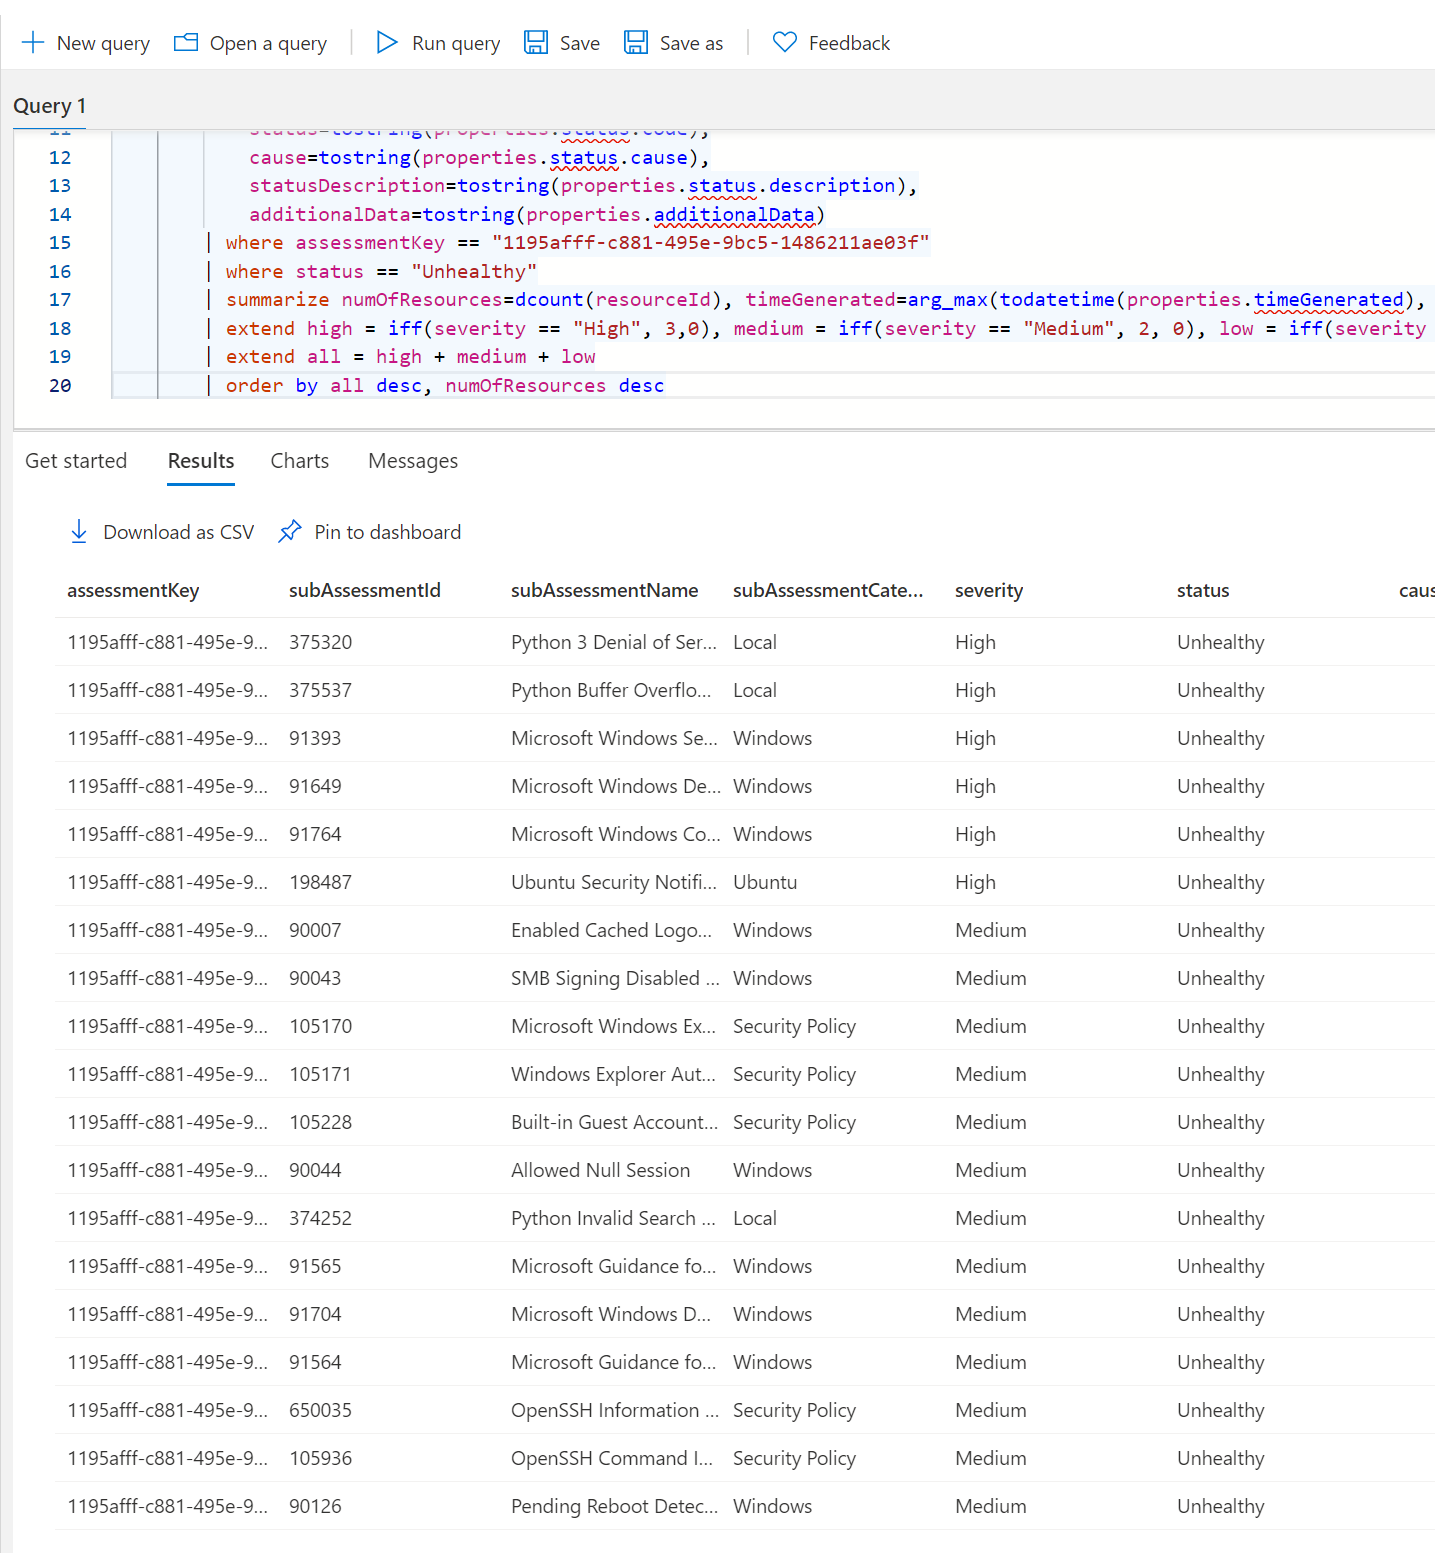 New query Open a query Run query Save Save as Feedback
Query 1
11 status=tostring(properties.status.code),
12 cause=tostring(properties.status.cause),
13 statusDescription=tostring(properties.status.description),
14 additionalData=tostring(properties.additionalData)
15 | where assessmentKey == "1195afff-c881-495e-9bc5-1486211ae03f"
16 | where status == "Unhealthy"
17 | summarize numOfResources=dcount(resourceId), timeGenerated=arg_max(todatetime(properties.timeGenerated),
18 | extend high = iff(severity == "High", 3,0), medium = iff(severity == "Medium", 2, 0), low = iff(severity
19 | extend all = high + medium + low
20 | order by all desc, numOfResources desc
Get started Results Charts Messages
Download as CSV Pin to dashboard
assessmentKey subAssessmentId subAssessmentName subAssessmentCate... severity status caus
1195afff-c881-495e-9... 375320 Python 3 Denial of Ser... Local High Unhealthy
1195afff-c881-495e-9... 375537 Python Buffer Overflo... Local High Unhealthy
1195afff-c881-495e-9... 91393 Microsoft Windows Se... Windows High Unhealthy
1195afff-c881-495e-9... 91649 Microsoft Windows De... Windows High Unhealthy
1195afff-c881-495e-9... 91764 Microsoft Windows Co... Windows High Unhealthy
1195afff-c881-495e-9... 198487 Ubuntu Security Notifi... Ubuntu High Unhealthy
1195afff-c881-495e-9... 90007 Enabled Cached Logo... Windows Medium Unhealthy
1195afff-c881-495e-9... 90043 SMB Signing Disabled ... Windows Medium Unhealthy
1195afff-c881-495e-9... 105170 Microsoft Windows Ex... Security Policy Medium Unhealthy
1195afff-c881-495e-9... 105171 Windows Explorer Aut... Security Policy Medium Unhealthy
1195afff-c881-495e-9... 105228 Built-in Guest Account... Security Policy Medium Unhealthy
1195afff-c881-495e-9... 90044 Allowed Null Session Windows Medium Unhealthy
1195afff-c881-495e-9... 374252 Python Invalid Search ... Local Medium Unhealthy
1195afff-c881-495e-9... 91565 Microsoft Guidance fo... Windows Medium Unhealthy
1195afff-c881-495e-9... 91704 Microsoft Windows D... Windows Medium Unhealthy
1195afff-c881-495e-9... 91564 Microsoft Guidance fo... Windows Medium Unhealthy
1195afff-c881-495e-9... 650035 OpenSSH Information ... Security Policy Medium Unhealthy
1195afff-c881-495e-9... 105936 OpenSSH Command I... Security Policy Medium Unhealthy
1195afff-c881-495e-9... 90126 Pending Reboot Detec... Windows Medium Unhealthy